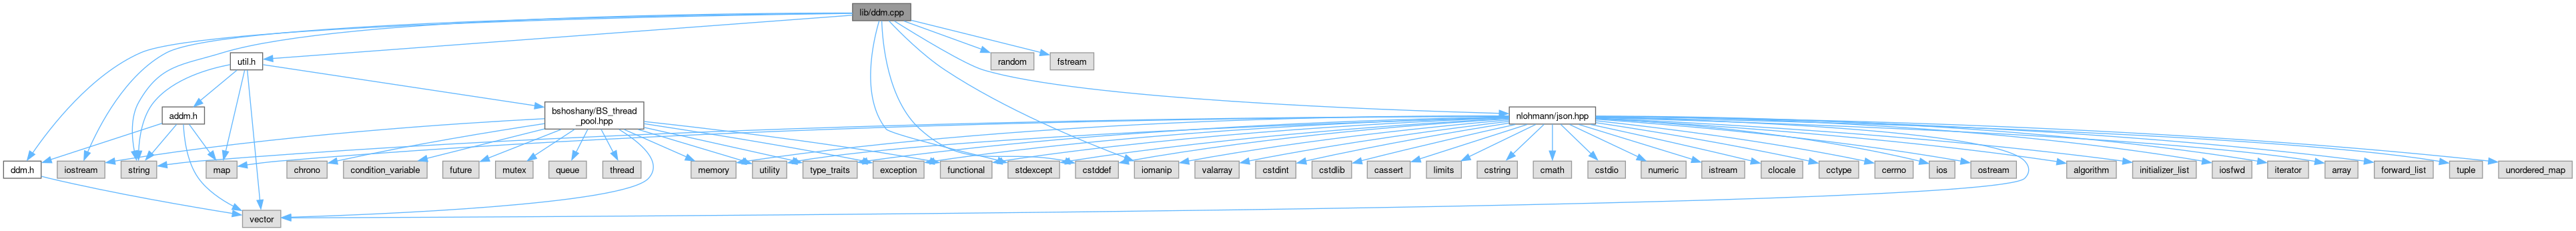 lib/ddm.cpp
util.h
random
fstream
addm.h
bshoshany/BS_thread
_pool.hpp
nlohmann/json.hpp
ddm.h
iostream
string
map
chrono
condition_variable
future
mutex
queue
thread
memory
utility
type_traits
exception
functional
stdexcept
cstddef
iomanip
valarray
cstdint
cstdlib
cassert
limits
cstring
cmath
cstdio
numeric
istream
clocale
cctype
cerrno
ios
ostream
algorithm
initializer_list
iosfwd
iterator
array
forward_list
tuple
unordered_map
vector